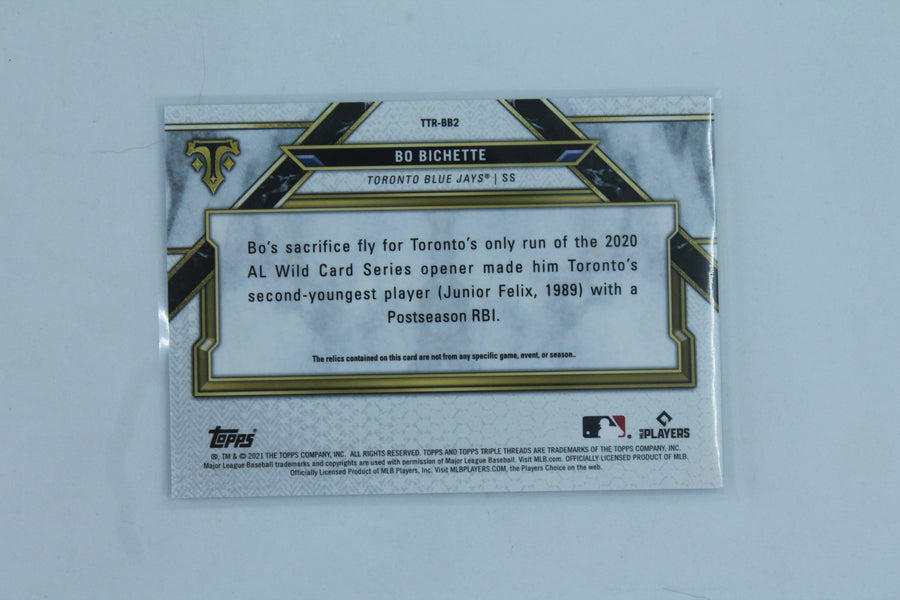 TTR-BB2
BO BICHETTE
TORONTO BLUE JAYS® | SS
Bo's sacrifice fly for Toronto's only run of the 2020
AL Wild Card Series opener made him Toronto's
second-youngest player (Junior Felix, 1989) with a
Postseason RBI.
The relics contained on this card are not from any specific game, event, or season..
TOPPS
MLB PLAYERS
®, TM & © 2021 THE TOPPS COMPANY, INC. ALL RIGHTS RESERVED. TOPPS AND TOPPS TRIPLE THREADS ARE TRADEMARKS OF THE TOPPS COMPANY, INC.
Major League Baseball trademarks and copyrights are used with permission of Major League Baseball. Visit MLB.com. OFFICIALLY LICENSED PRODUCT OF MLB
Officially Licensed Product of MLB Players, Inc. Visit MLBPLAYERS.COM, the Players Choice on the web.